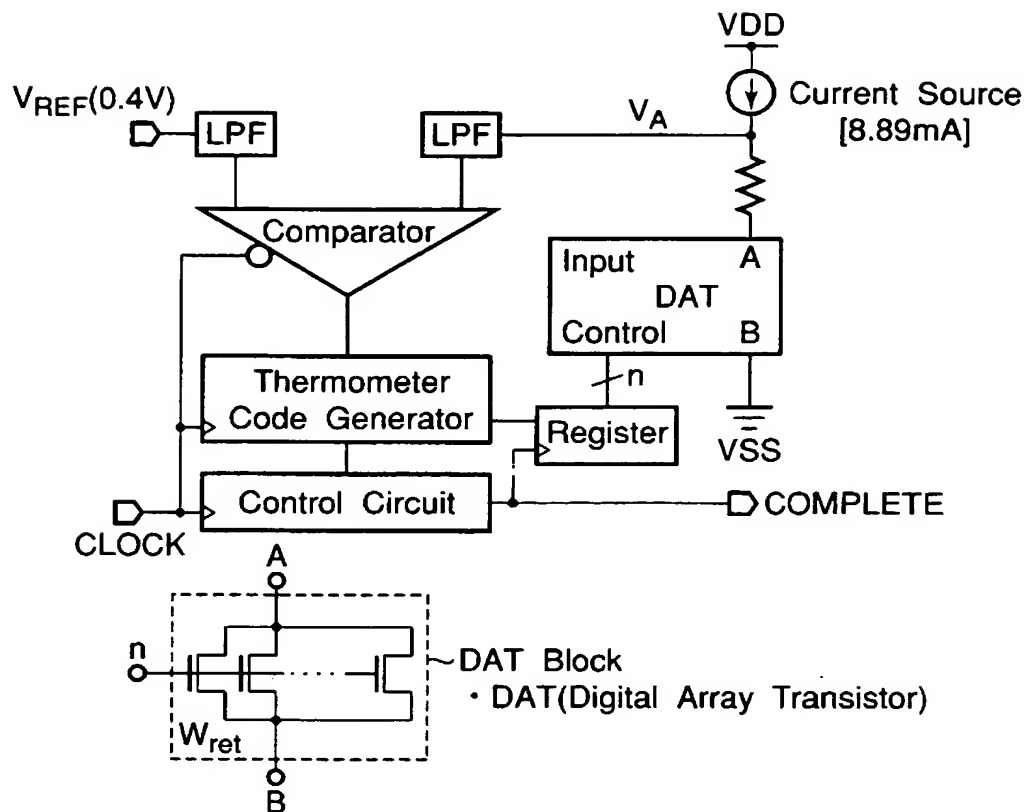 VDD
V_REF(0.4V)
LPF
LPF
V_A
Current Source
[8.89mA]
Comparator
Input
A
DAT
Control
B
n
Thermometer
Code Generator
Register
VSS
Control Circuit
COMPLETE
CLOCK
A
n
DAT Block
・DAT(Digital Array Transistor)
W_ret
B